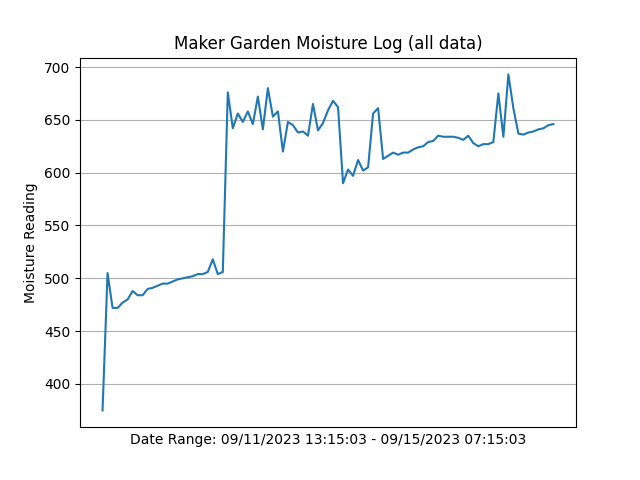 Maker Garden Moisture Log (all data)
700
650
600
550
500
450
400
Moisture Reading
Date Range: 09/11/2023 13:15:03 - 09/15/2023 07:15:03